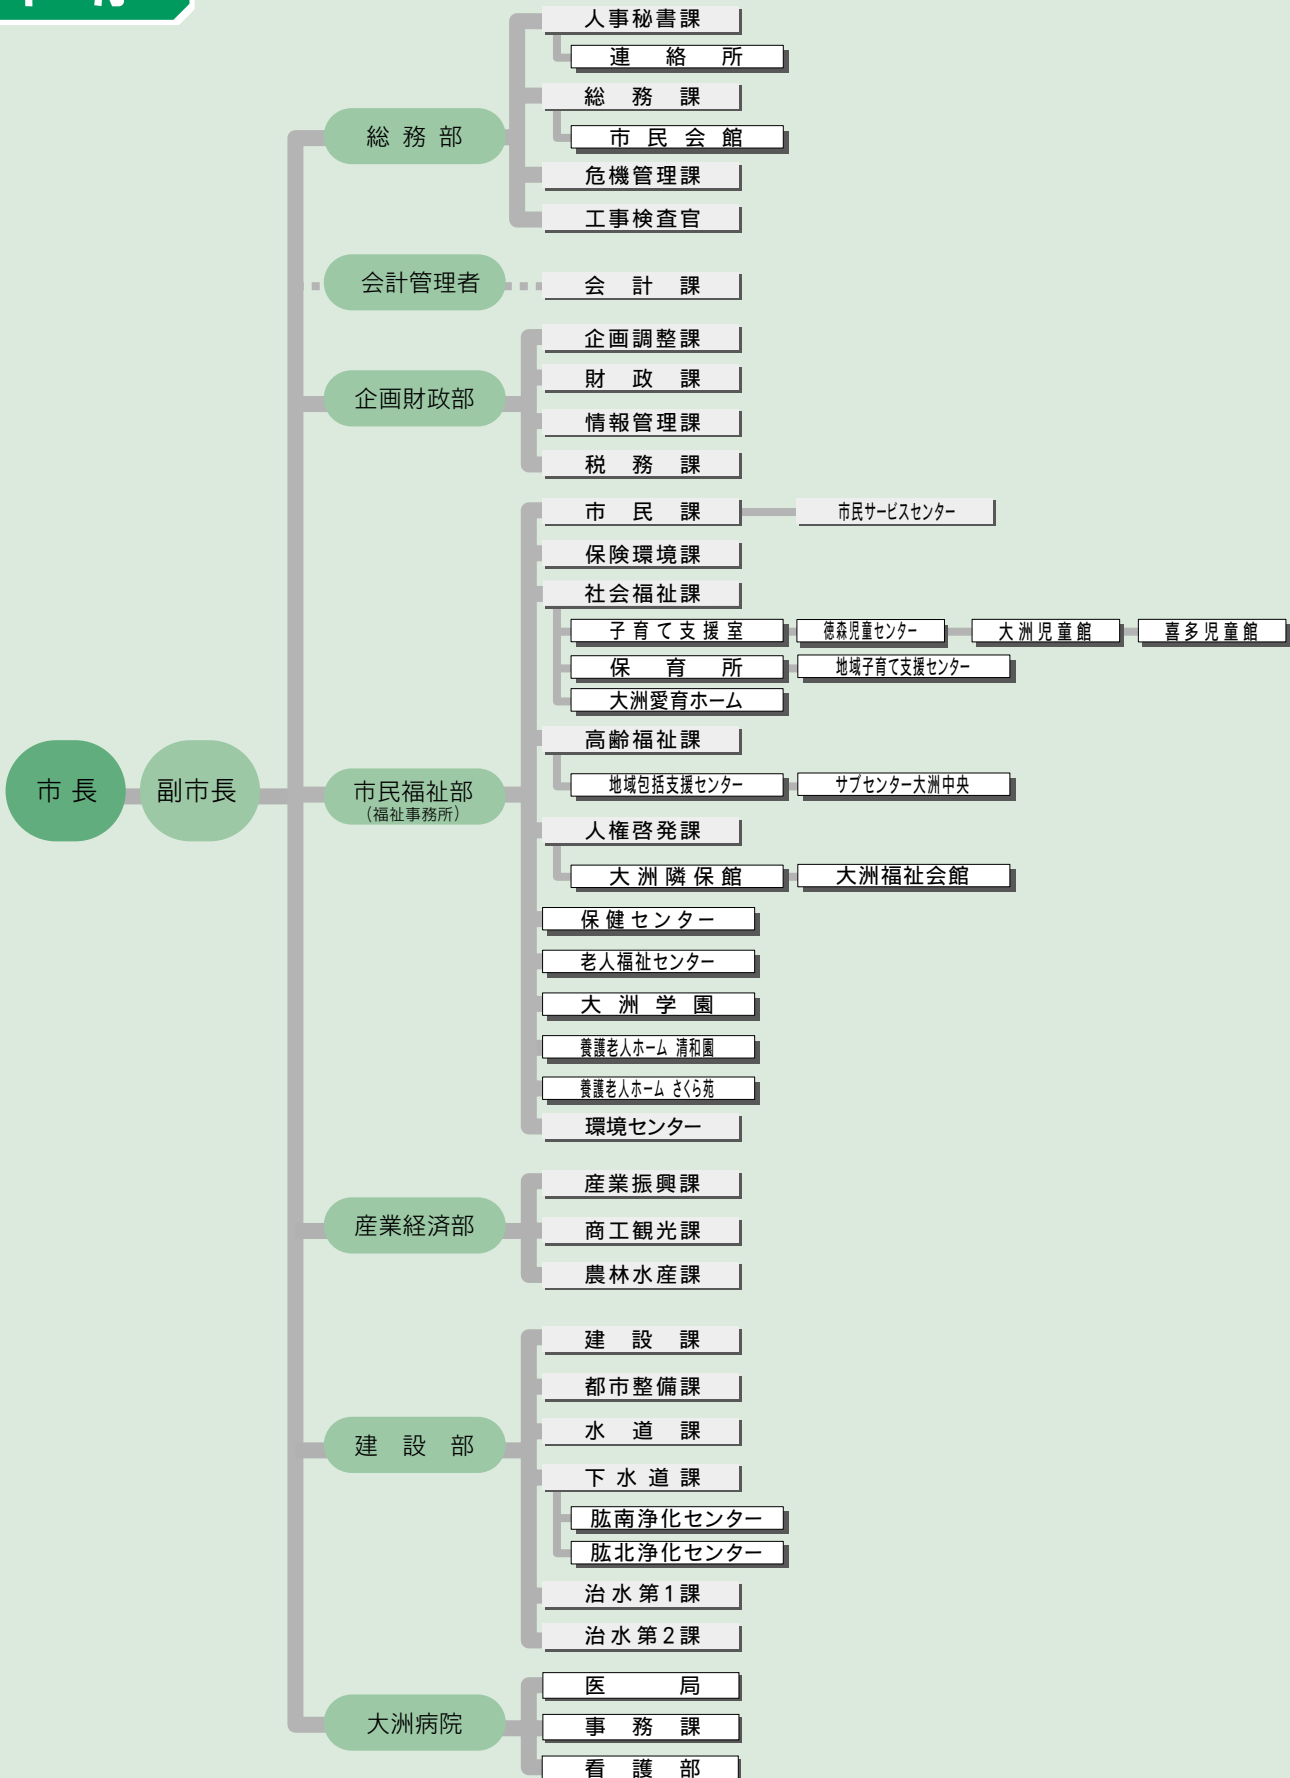 人事秘書課
連絡所
総務課
市民会館
総務部
危機管理課
工事検査官
会計管理者
会計課
企画調整課
財政課
企画財政部
情報管理課
税務課
市民課 市民サービスセンター
保険環境課
社会福祉課
子育て支援室 徳森児童センター 大洲児童館 喜多児童館
保育所 地域子育て支援センター
大洲愛育ホーム
高齢福祉課
地域包括支援センター サブセンター大洲中央
市長 副市長 市民福祉部
(福祉事務所)
人権啓発課
大洲隣保館 大洲福祉会館
保健センター
老人福祉センター
大洲学園
養護老人ホーム 清和園
養護老人ホーム さくら苑
環境センター
産業振興課
産業経済部
商工観光課
農林水産課
建設課
都市整備課
水道課
建設部
下水道課
肱南浄化センター
肱北浄化センター
治水第1課
治水第2課
医局
大洲病院
事務課
看護部